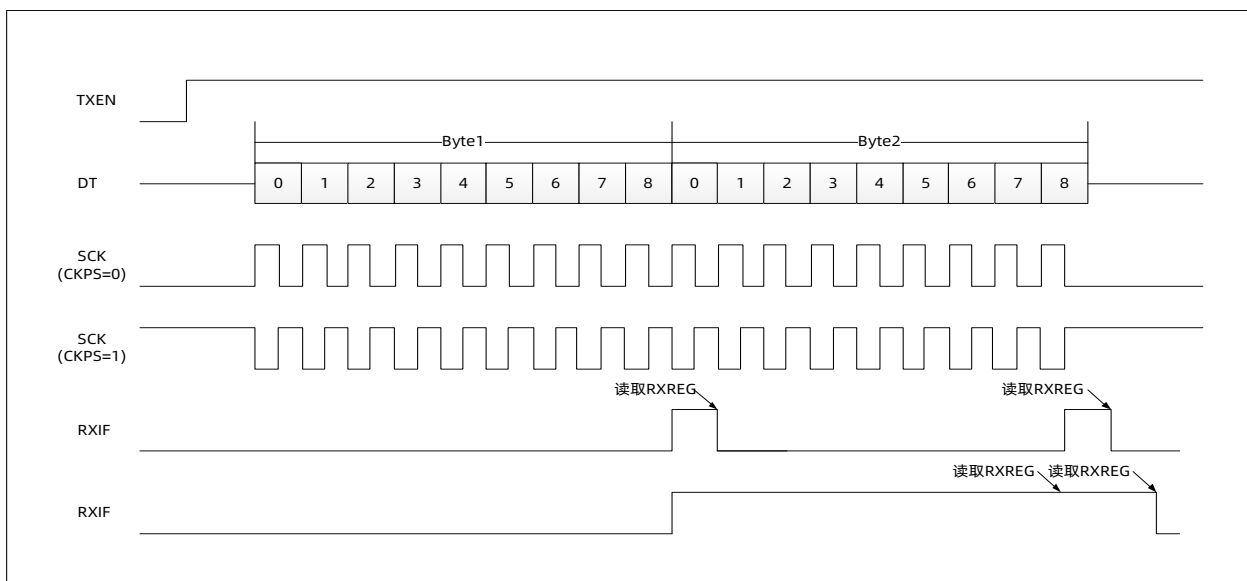 TXEN
Byte1 Byte2
DT 0 1 2 3 4 5 6 7 8 0 1 2 3 4 5 6 7 8
SCK
(CKPS=0)
SCK
(CKPS=1)
读取RXREG 读取RXREG
RXIF
读取RXREG 读取RXREG
RXIF